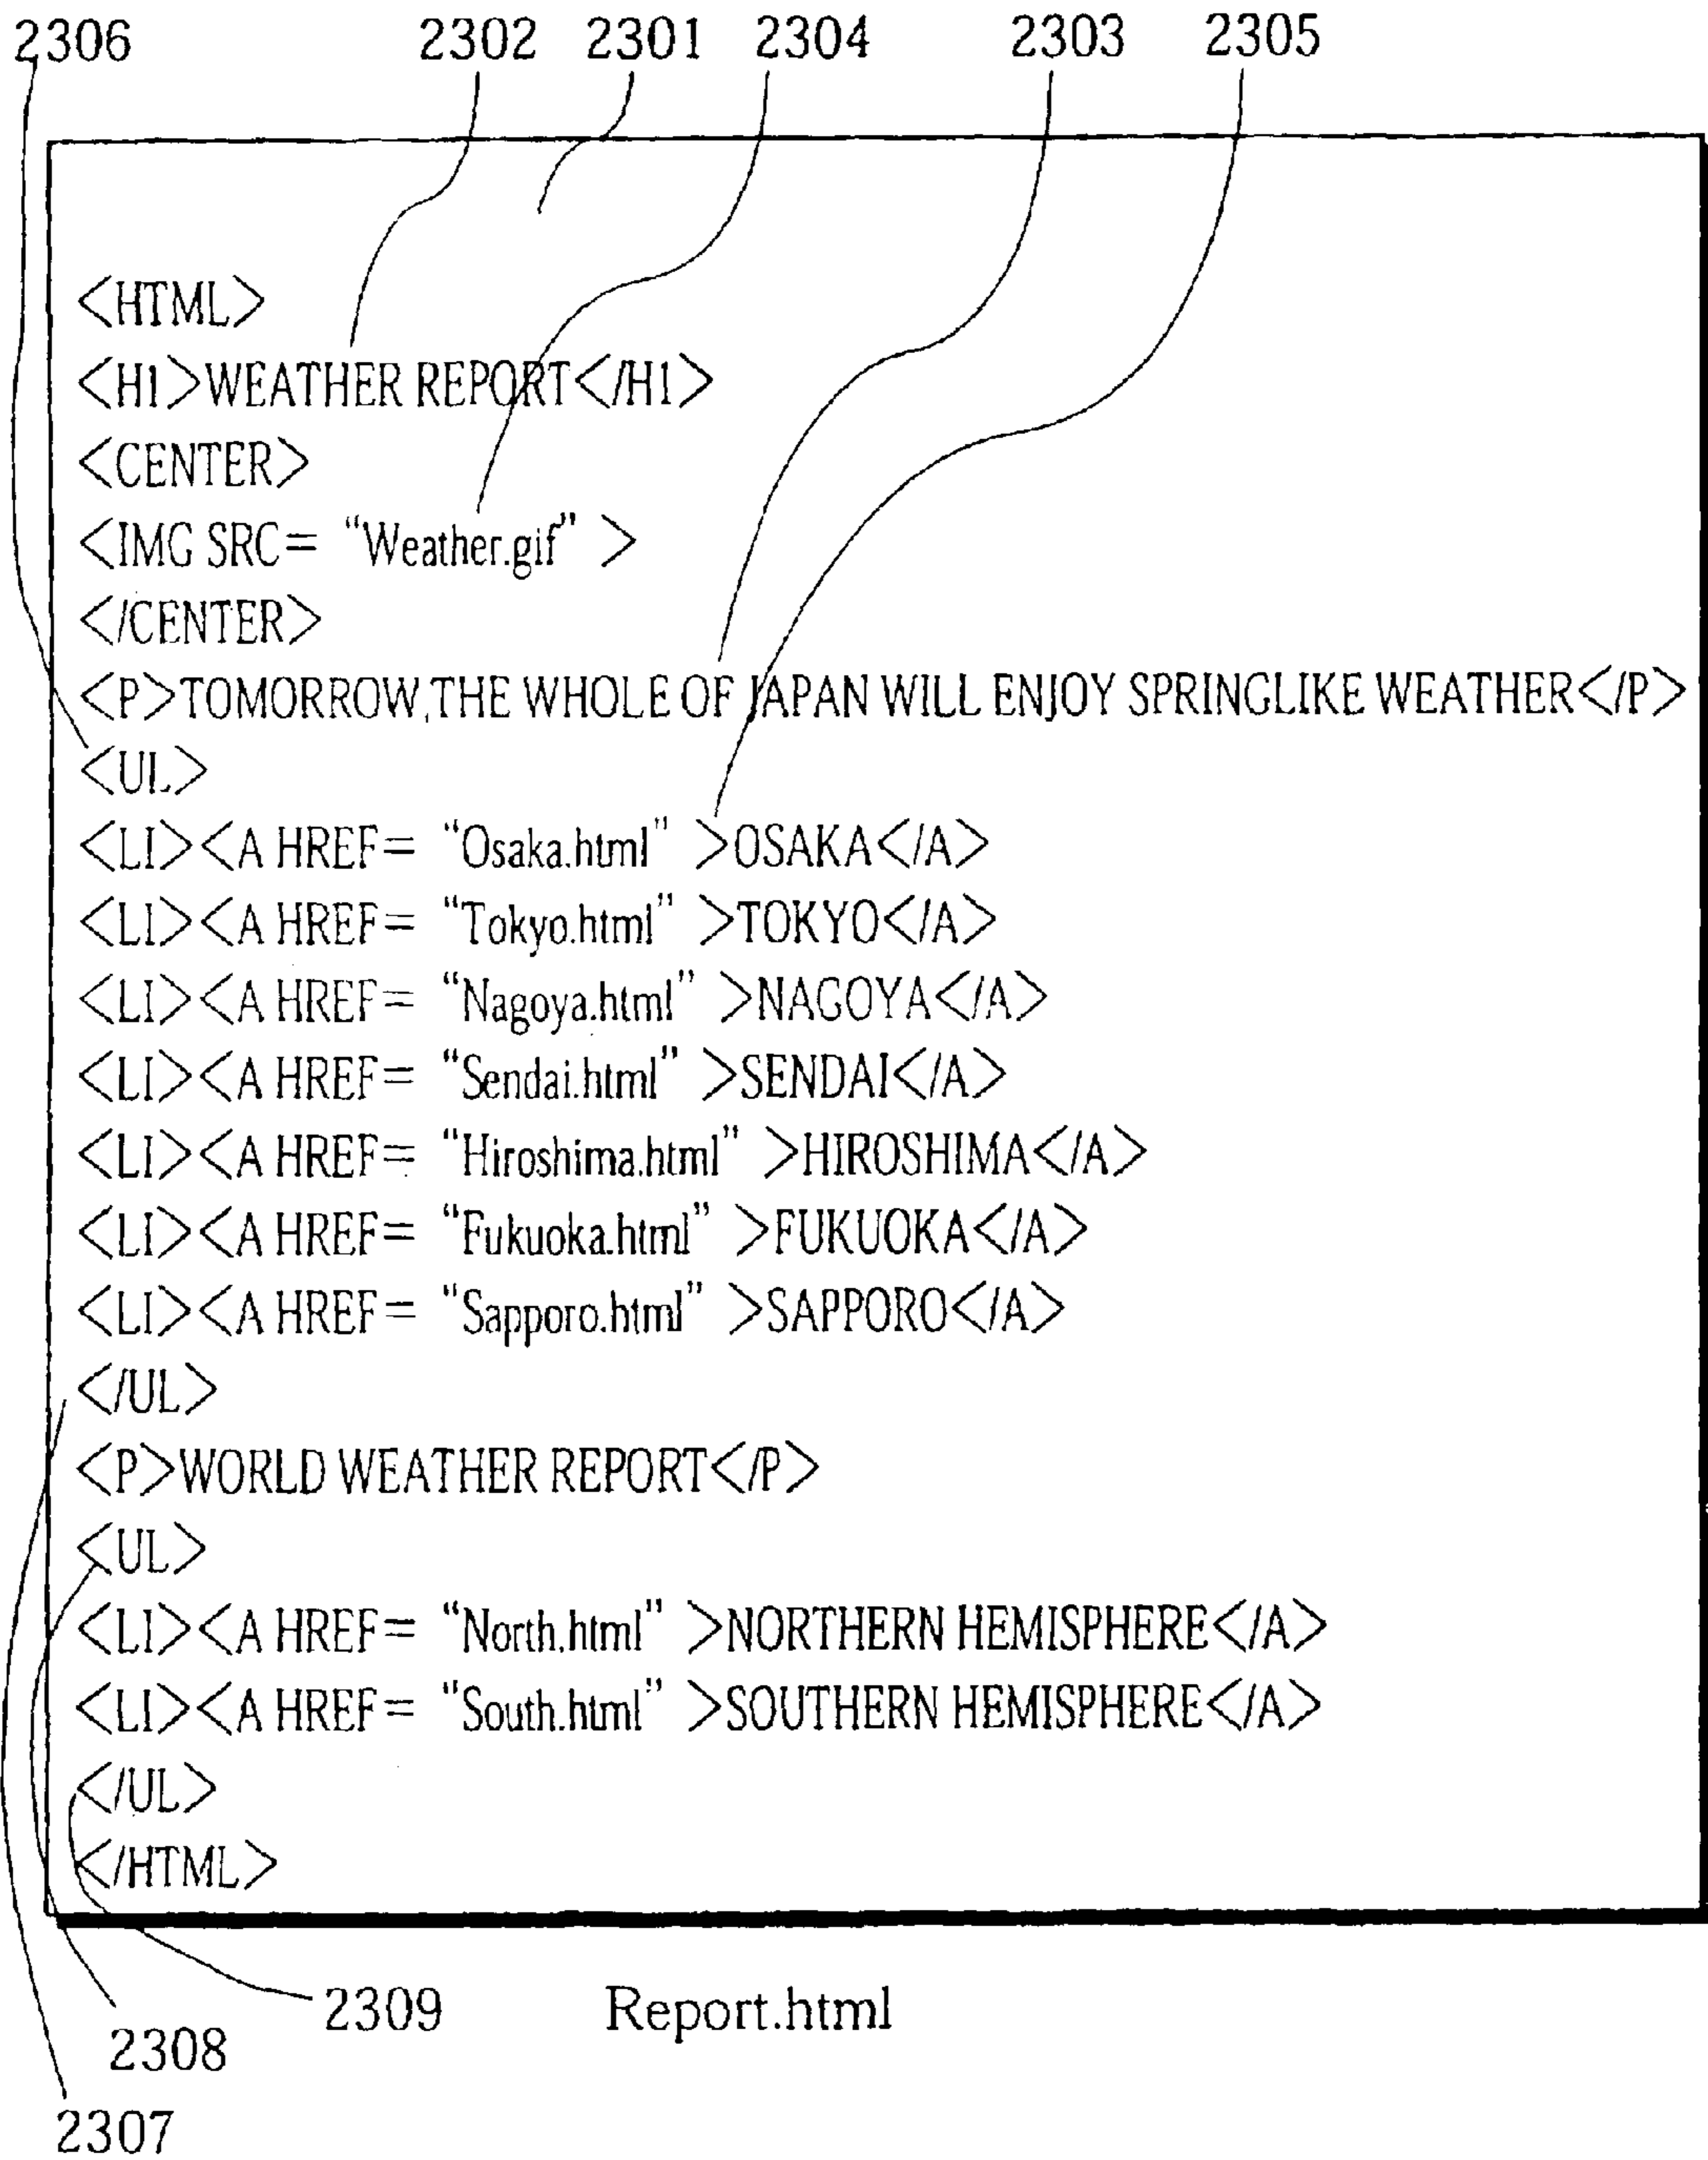 2306 2302 2301 2304 2303 2305
<HTML>
<H1>WEATHER REPORT</H1>
<CENTER>
<IMG SRC= “Weather.gif” >
</CENTER>
<P>TOMORROW,THE WHOLE OF JAPAN WILL ENJOY SPRINGLIKE WEATHER</P>
<UL>
<LI><A HREF= “Osaka.html” >OSAKA</A>
<LI><A HREF= “Tokyo.html” >TOKYO</A>
<LI><A HREF= “Nagoya.html” >NAGOYA</A>
<LI><A HREF= “Sendai.html” >SENDAI</A>
<LI><A HREF= “Hiroshima.html” >HIROSHIMA</A>
<LI><A HREF= “Fukuoka.html” >FUKUOKA</A>
<LI><A HREF= “Sapporo.html” >SAPPORO</A>
</UL>
<P>WORLD WEATHER REPORT</P>
<UL>
<LI><A HREF= “North.html” >NORTHERN HEMISPHERE</A>
<LI><A HREF= “South.html” >SOUTHERN HEMISPHERE</A>
</UL>
</HTML>
2309 Report.html
2308
2307